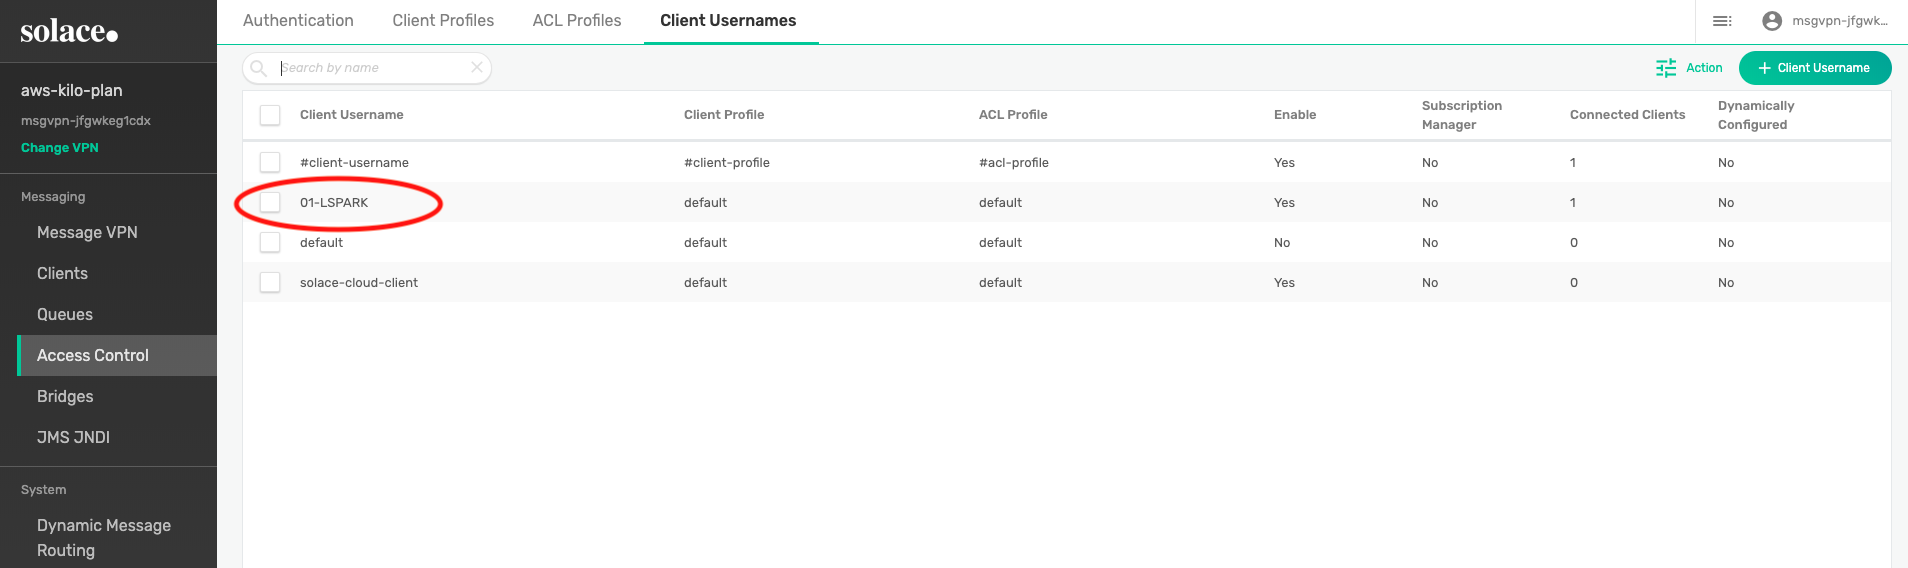 solace.
aws-kilo-plan
msgvpn-jfgwkeg1cdx
Change VPN
Messaging
Message VPN
Clients
Queues
Access Control
Bridges
JMS JNDI
System
Dynamic Message
Routing
Authentication Client Profiles ACL Profiles Client Usernames
msgvpn-jfgwk...
Search by name
Action
+ Client Username
Client Username Client Profile ACL Profile Enable Subscription Manager Connected Clients Dynamically Configured
#client-username #client-profile #acl-profile Yes No 1 No
01-LSPARK default default Yes No 1 No
default default default No No 0 No
solace-cloud-client default default Yes No 0 No